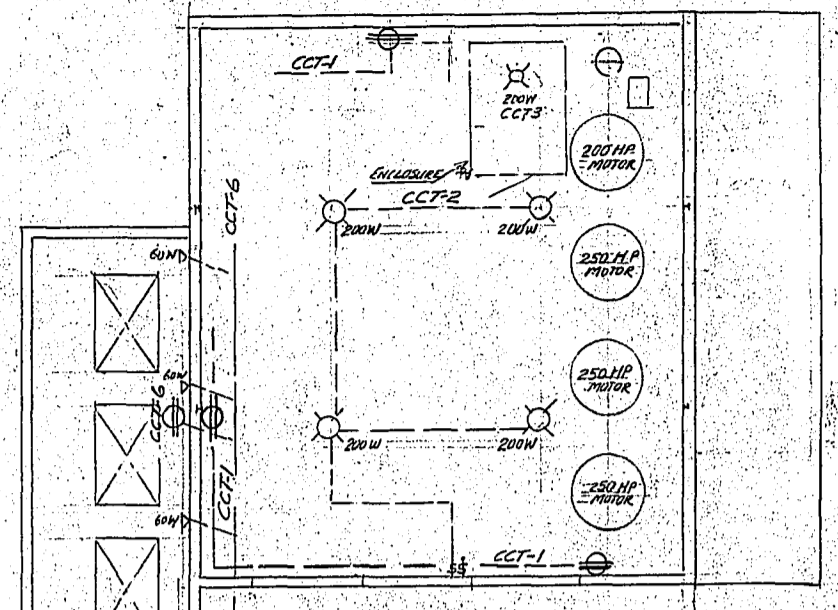 CCT-1
200W
CCT3
200 HP
MOTOR
ENCLOSURE
CCT-2
CCT-6
200W
200W
60W
250 HP
MOTOR
60W
250 HP
MOTOR
CCT-6
200W
200W
CCT-1
250 HP
MOTOR
60W
CCT-1